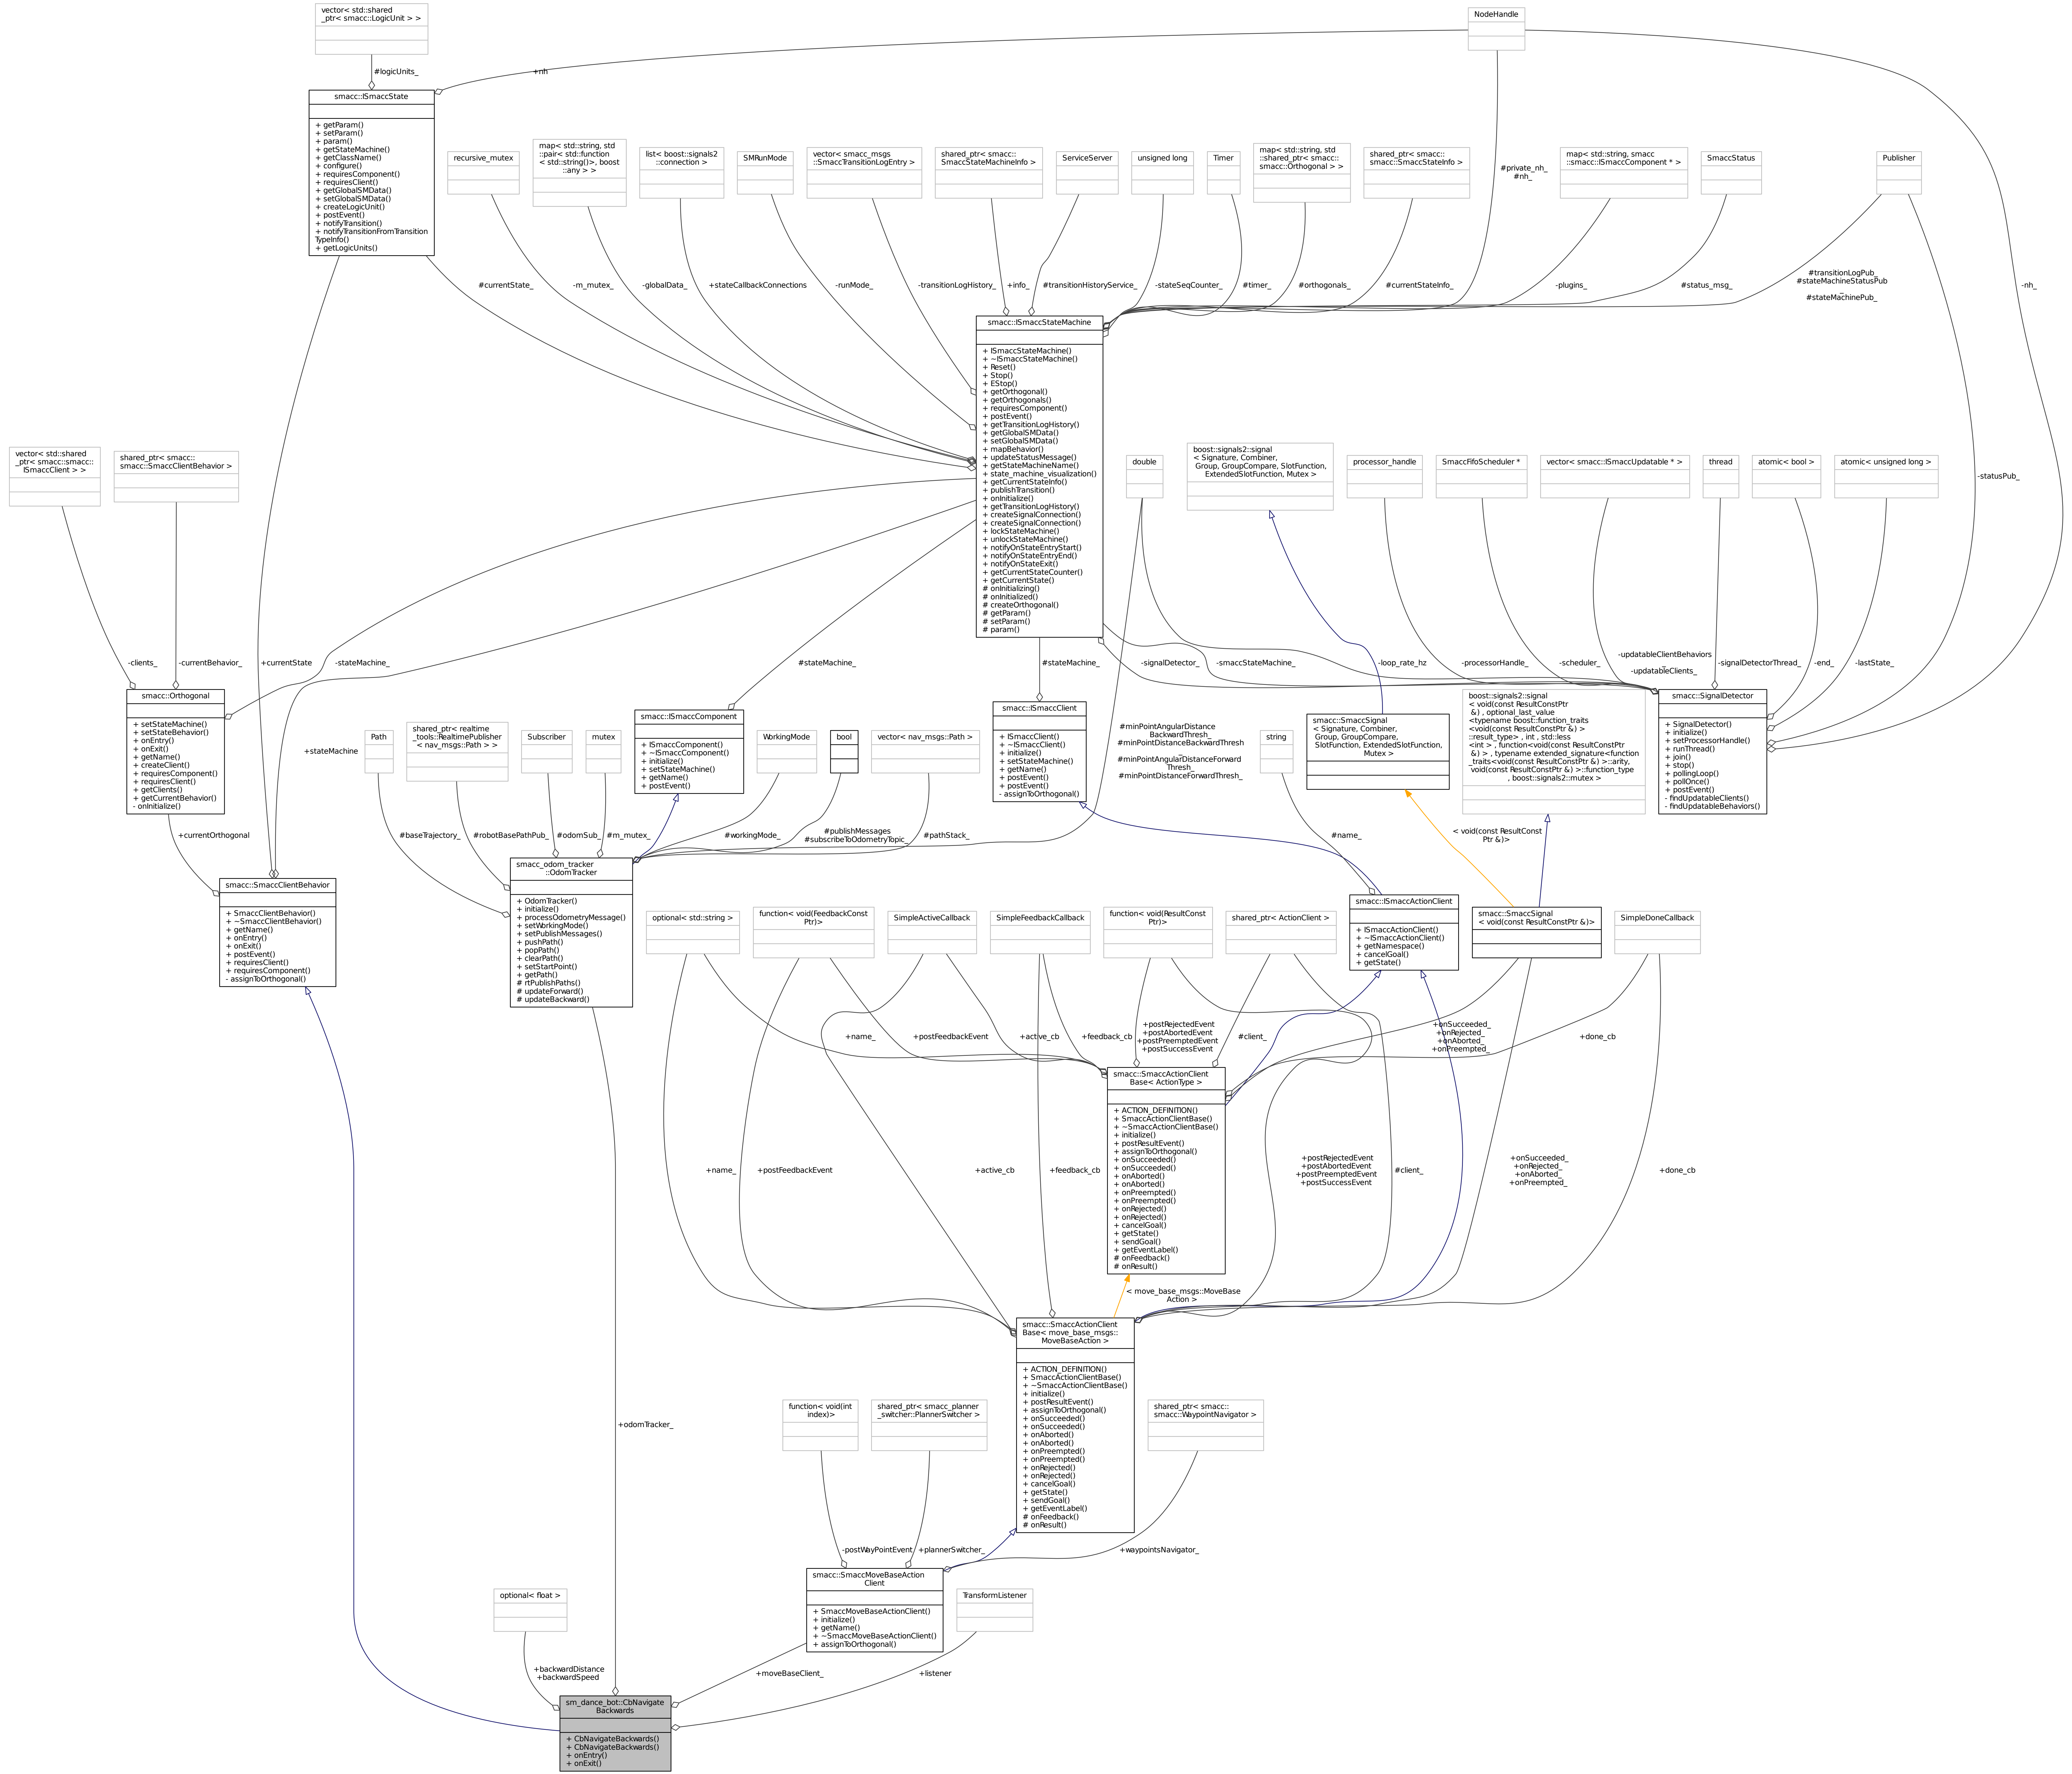 vector< std::shared
_ptr< smacc::LogicUnit > >
NodeHandle
#logicUnits_
+nh
smacc::ISmaccState
+ getParam()
+ setParam()
+ param()
+ getStateMachine()
+ getClassName()
+ configure()
+ requiresComponent()
+ requiresClient()
+ getGlobalSMData()
+ setGlobalSMData()
+ createLogicUnit()
+ postEvent()
+ notifyTransition()
+ notifyTransitionFromTransition
TypeInfo()
+ getLogicUnits()
recursive_mutex
map< std::string, std
::pair< std::function
< std::string()>, boost
::any > >
list< boost::signals2
::connection >
SMRunMode
vector< smacc_msgs
::SmaccTransitionLogEntry >
shared_ptr< smacc::
SmaccStateMachineInfo >
ServiceServer
unsigned long
Timer
map< std::string, std
::shared_ptr< smacc::
smacc::Orthogonal > >
shared_ptr< smacc::
smacc::SmaccStateInfo >
#private_nh_
#nh_
map< std::string, smacc
::smacc::ISmaccComponent * >
SmaccStatus
Publisher
#currentState_
-m_mutex_
-globalData_
+stateCallbackConnections
-runMode_
-transitionLogHistory_
+info_
#transitionHistoryService_
-stateSeqCounter_
#timer_
#orthogonals_
#currentStateInfo_
-plugins_
#status_msg_
#transitionLogPub_
#stateMachineStatusPub
_
#stateMachinePub_
-nh_
smacc::ISmaccStateMachine
+ ISmaccStateMachine()
+ ~ISmaccStateMachine()
+ Reset()
+ Stop()
+ EStop()
+ getOrthogonal()
+ getOrthogonals()
+ requiresComponent()
+ postEvent()
+ getTransitionLogHistory()
+ getGlobalSMData()
+ setGlobalSMData()
+ mapBehavior()
+ updateStatusMessage()
+ getStateMachineName()
+ state_machine_visualization()
+ getCurrentStateInfo()
+ publishTransition()
+ onInitialize()
+ getTransitionLogHistory()
+ createSignalConnection()
+ createSignalConnection()
+ lockStateMachine()
+ unlockStateMachine()
+ notifyOnStateEntryStart()
+ notifyOnStateEntryEnd()
+ notifyOnStateExit()
+ getCurrentStateCounter()
+ getCurrentState()
# onInitializing()
# onInitialized()
# createOrthogonal()
# getParam()
# setParam()
# param()
vector< std::shared
_ptr< smacc::smacc::
ISmaccClient > >
shared_ptr< smacc::
smacc::SmaccClientBehavior >
double
boost::signals2::signal
< Signature, Combiner,
Group, GroupCompare, SlotFunction,
ExtendedSlotFunction, Mutex >
processor_handle
SmaccFifoScheduler *
vector< smacc::ISmaccUpdatable * >
thread
atomic< bool >
atomic< unsigned long >
-statusPub_
-clients_
-currentBehavior_
+currentState
-stateMachine_
#stateMachine_
#stateMachine_
-signalDetector_
-smaccStateMachine_
-loop_rate_hz
-processorHandle_
-scheduler_
-updatableClientBehaviors
_
-updatableClients_
-signalDetectorThread_
-end_
-lastState_
smacc::Orthogonal
+ setStateMachine()
+ setStateBehavior()
+ onEntry()
+ onExit()
+ getName()
+ createClient()
+ requiresComponent()
+ requiresClient()
+ getClients()
+ getCurrentBehavior()
- onInitialize()
+stateMachine
Path
shared_ptr< realtime
_tools::RealtimePublisher
< nav_msgs::Path > >
Subscriber
mutex
smacc::ISmaccComponent
+ ISmaccComponent()
+ ~ISmaccComponent()
+ initialize()
+ setStateMachine()
+ getName()
+ postEvent()
WorkingMode
bool
vector< nav_msgs::Path >
smacc::ISmaccClient
+ ISmaccClient()
+ ~ISmaccClient()
+ initialize()
+ setStateMachine()
+ getName()
+ postEvent()
+ postEvent()
- assignToOrthogonal()
#minPointAngularDistance
BackwardThresh_
#minPointDistanceBackwardThresh
_
#minPointAngularDistanceForward
Thresh_
#minPointDistanceForwardThresh_
string
smacc::SmaccSignal
< Signature, Combiner,
Group, GroupCompare,
SlotFunction, ExtendedSlotFunction,
Mutex >
boost::signals2::signal
< void(const ResultConstPtr
&) , optional_last_value
<typename boost::function_traits
<void(const ResultConstPtr &) >
::result_type> , int , std::less
<int > , function<void(const ResultConstPtr
&) > , typename extended_signature<function
_traits<void(const ResultConstPtr &) >::arity,
void(const ResultConstPtr &) >::function_type
, boost::signals2::mutex >
smacc::SignalDetector
+ SignalDetector()
+ initialize()
+ setProcessorHandle()
+ runThread()
+ join()
+ stop()
+ pollingLoop()
+ pollOnce()
+ postEvent()
- findUpdatableClients()
- findUpdatableBehaviors()
+currentOrthogonal
#baseTrajectory_
#robotBasePathPub_
#odomSub_
#m_mutex_
#workingMode_
#publishMessages
#subscribeToOdometryTopic_
#pathStack_
#name_
< void(const ResultConst
Ptr &)>
smacc::SmaccClientBehavior
+ SmaccClientBehavior()
+ ~SmaccClientBehavior()
+ getName()
+ onEntry()
+ onExit()
+ postEvent()
+ requiresClient()
+ requiresComponent()
- assignToOrthogonal()
smacc_odom_tracker
::OdomTracker
+ OdomTracker()
+ initialize()
+ processOdometryMessage()
+ setWorkingMode()
+ setPublishMessages()
+ pushPath()
+ popPath()
+ clearPath()
+ setStartPoint()
+ getPath()
# rtPublishPaths()
# updateForward()
# updateBackward()
optional< std::string >
function< void(FeedbackConst
Ptr)>
SimpleActiveCallback
SimpleFeedbackCallback
function< void(ResultConst
Ptr)>
shared_ptr< ActionClient >
smacc::ISmaccActionClient
+ ISmaccActionClient()
+ ~ISmaccActionClient()
+ getNamespace()
+ cancelGoal()
+ getState()
smacc::SmaccSignal
< void(const ResultConstPtr &)>
SimpleDoneCallback
+name_
+postFeedbackEvent
+active_cb
+feedback_cb
+postRejectedEvent
+postAbortedEvent
+postPreemptedEvent
+postSuccessEvent
#client_
+onSucceeded_
+onRejected_
+onAborted_
+onPreempted_
+done_cb
smacc::SmaccActionClient
Base< ActionType >
+ ACTION_DEFINITION()
+ SmaccActionClientBase()
+ ~SmaccActionClientBase()
+ initialize()
+ postResultEvent()
+ assignToOrthogonal()
+ onSucceeded()
+ onSucceeded()
+ onAborted()
+ onAborted()
+ onPreempted()
+ onPreempted()
+ onRejected()
+ onRejected()
+ cancelGoal()
+ getState()
+ sendGoal()
+ getEventLabel()
# onFeedback()
# onResult()
+name_
+postFeedbackEvent
+active_cb
+feedback_cb
+postRejectedEvent
+postAbortedEvent
+postPreemptedEvent
+postSuccessEvent
#client_
+onSucceeded_
+onRejected_
+onAborted_
+onPreempted_
+done_cb
< move_base_msgs::MoveBase
Action >
smacc::SmaccActionClient
Base< move_base_msgs::
MoveBaseAction >
+ ACTION_DEFINITION()
+ SmaccActionClientBase()
+ ~SmaccActionClientBase()
+ initialize()
+ postResultEvent()
+ assignToOrthogonal()
+ onSucceeded()
+ onSucceeded()
+ onAborted()
+ onAborted()
+ onPreempted()
+ onPreempted()
+ onRejected()
+ onRejected()
+ cancelGoal()
+ getState()
+ sendGoal()
+ getEventLabel()
# onFeedback()
# onResult()
+odomTracker_
function< void(int
index)>
shared_ptr< smacc_planner
_switcher::PlannerSwitcher >
shared_ptr< smacc::
smacc::WaypointNavigator >
-postWayPointEvent
+plannerSwitcher_
+waypointsNavigator_
optional< float >
smacc::SmaccMoveBaseAction
Client
+ SmaccMoveBaseActionClient()
+ initialize()
+ getName()
+ ~SmaccMoveBaseActionClient()
+ assignToOrthogonal()
TransformListener
+backwardDistance
+backwardSpeed
+moveBaseClient_
+listener
sm_dance_bot::CbNavigate
Backwards
+ CbNavigateBackwards()
+ CbNavigateBackwards()
+ onEntry()
+ onExit()